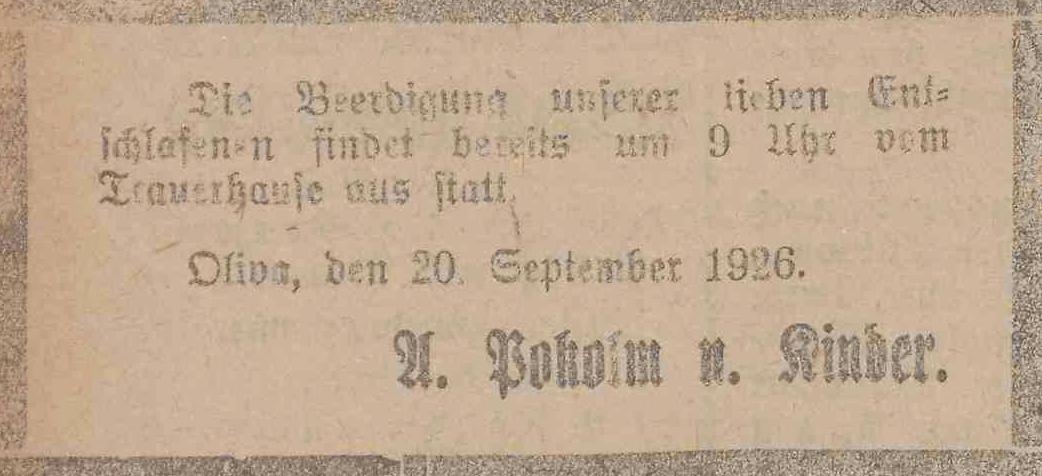 Die Beerdigung unserer lieben Ent-
schlafenen findet bereits um 9 Uhr vom
Trauerhause aus statt.
Oliva, den 20. September 1926.
A. Pokolm u. Kinder.